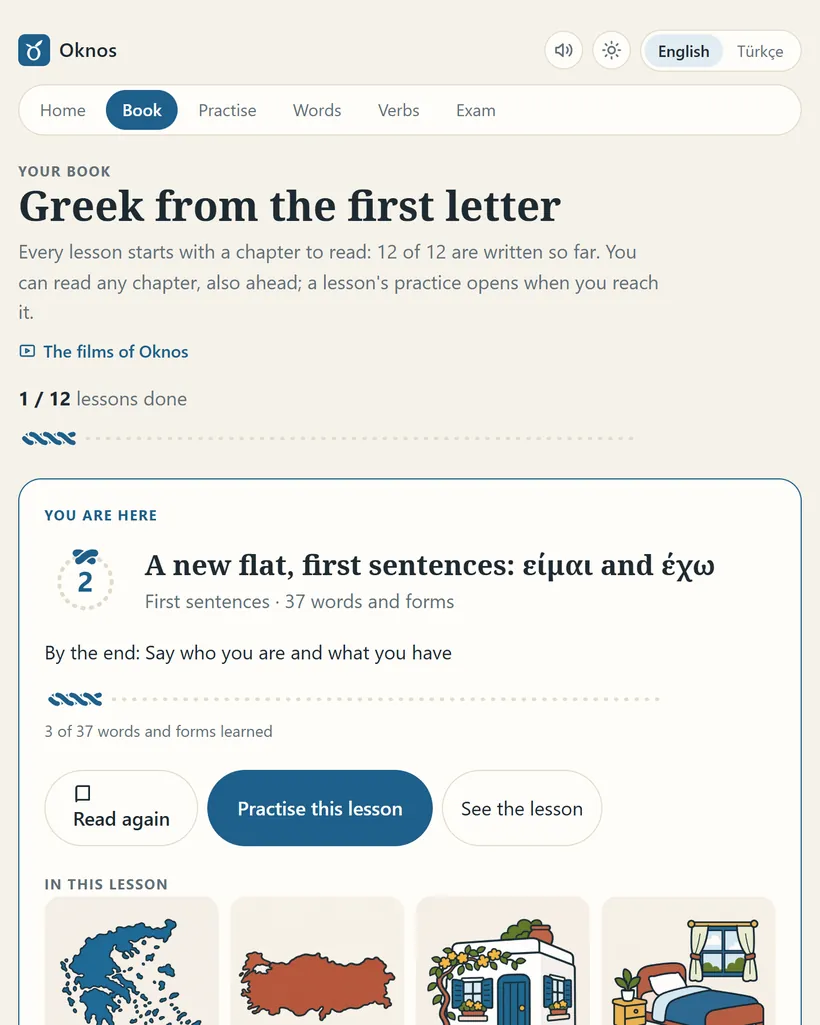 Oknos
English
Türkçe
Home
Book
Practise
Words
Verbs
Exam
YOUR BOOK
Greek from the first letter
Every lesson starts with a chapter to read: 12 of 12 are written so far. You
can read any chapter, also ahead; a lesson's practice opens when you reach
it.
The films of Oknos
1 / 12 lessons done
YOU ARE HERE
2
A new flat, first sentences: είμαι and έχω
First sentences · 37 words and forms
By the end: Say who you are and what you have
3 of 37 words and forms learned
Read again
Practise this lesson
See the lesson
IN THIS LESSON